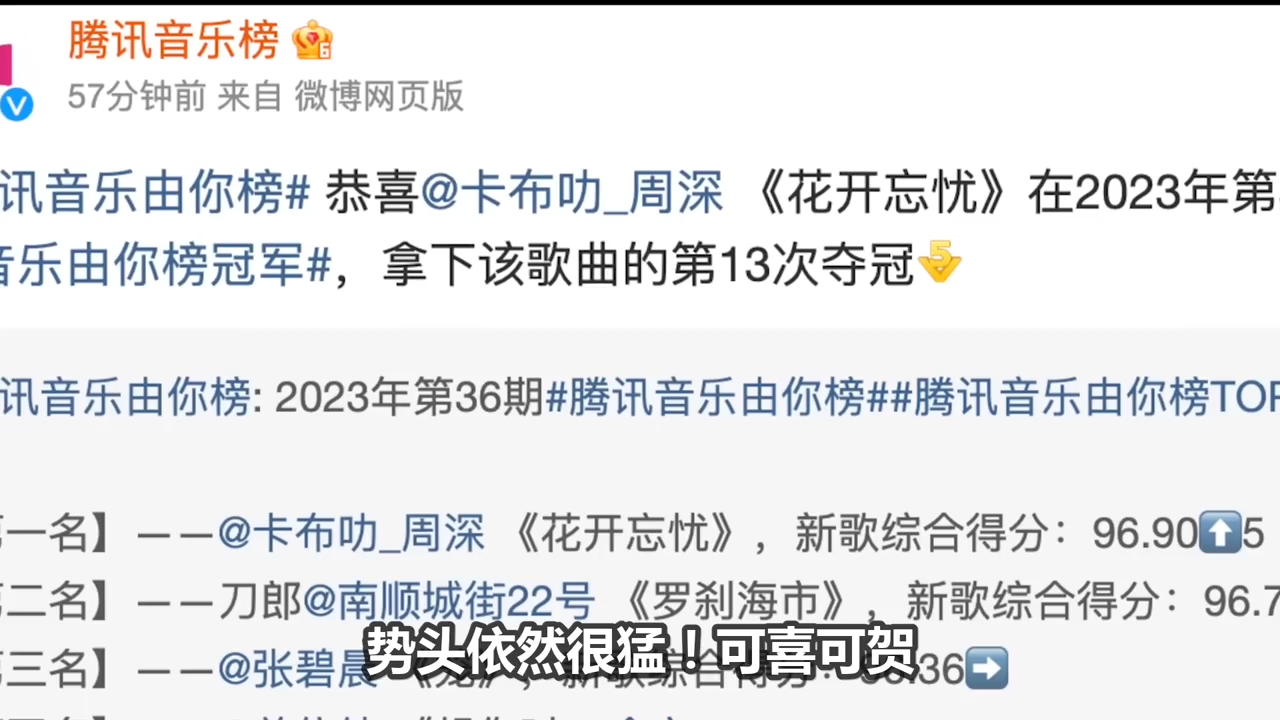 腾讯音乐榜
57分钟前 来自 微博网页版
讯音乐由你榜# 恭喜@卡布叻_周深 《花开忘忧》在2023年第
音乐由你榜冠军#，拿下该歌曲的第13次夺冠
讯音乐由你榜: 2023年第36期#腾讯音乐由你榜##腾讯音乐由你榜TOP
一名】——@卡布叻_周深 《花开忘忧》，新歌综合得分：96.90⬆️5
二名】——刀郎@南顺城街22号 《罗刹海市》，新歌综合得分：96.7
三名】——@张碧晨
势头依然很猛！可喜可贺